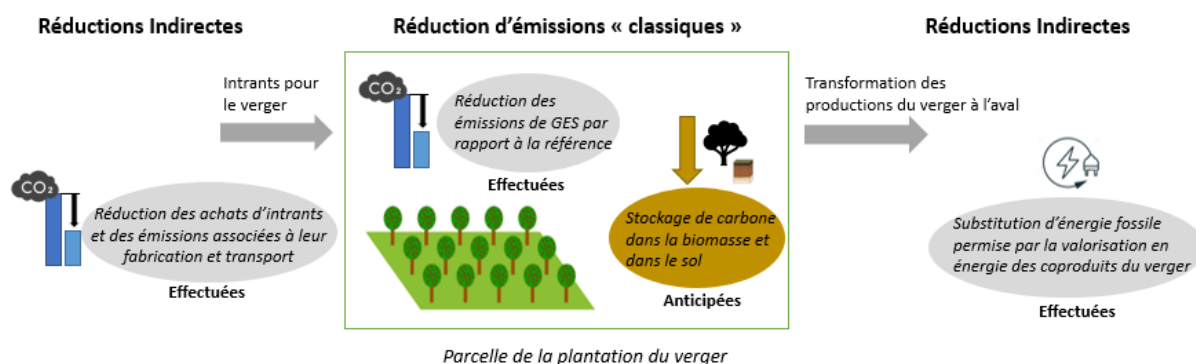 Réductions Indirectes
Réduction d'émissions « classiques »
Réductions Indirectes
Intrants pour
le verger
CO₂
Réduction des achats d'intrants
et des émissions associées à leur
fabrication et transport
Effectuées
CO₂
Réduction des
émissions de GES par
rapport à la référence
Effectuées
Stockage de carbone
dans la biomasse et
dans le sol
Anticipées
Transformation des
productions du verger à l'aval
Substitution d'énergie fossile
permise par la valorisation en
énergie des coproduits du verger
Effectuées
Parcelle de la plantation du verger